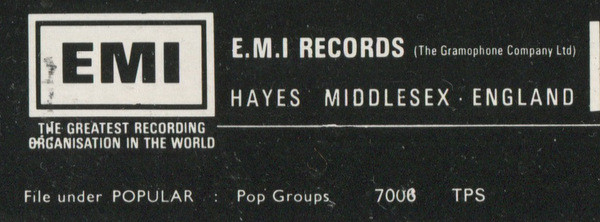 EMI
THE GREATEST RECORDING
ORGANISATION IN THE WORLD
E.M.I RECORDS (The Gramophone Company Ltd)
HAYES MIDDLESEX · ENGLAND
File under POPULAR : Pop Groups 7006 TPS